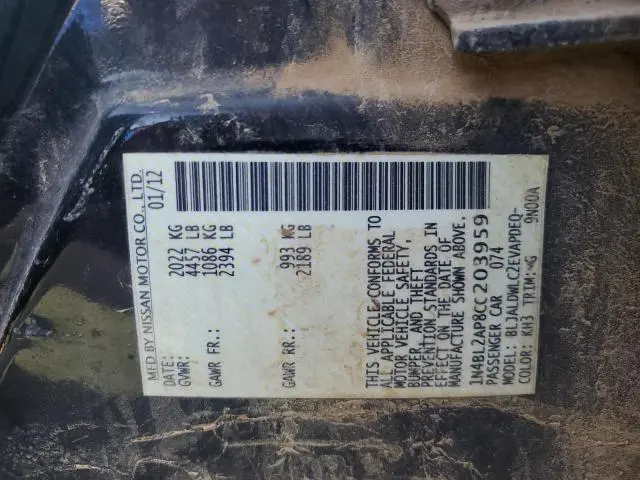 MFD BY NISSAN MOTOR CO., LTD.
DATE: 01/12
GVWR: 2022 KG
4457 LB
GAWR FR.: 1086 KG
2394 LB
GAWR RR.: 993 KG
2189 LB
THIS VEHICLE CONFORMS TO
ALL APPLICABLE FEDERAL
MOTOR VEHICLE SAFETY,
BUMPER, AND THEFT
PREVENTION STANDARDS IN
EFFECT ON THE DATE OF
MANUFACTURE SHOWN ABOVE.
1N4BL2AP8CC203959
PASSENGER CAR 074
MODEL: BLJALDWLC2EVAPDEQ-
COLOR: KH3 TRIM: G 9N00A